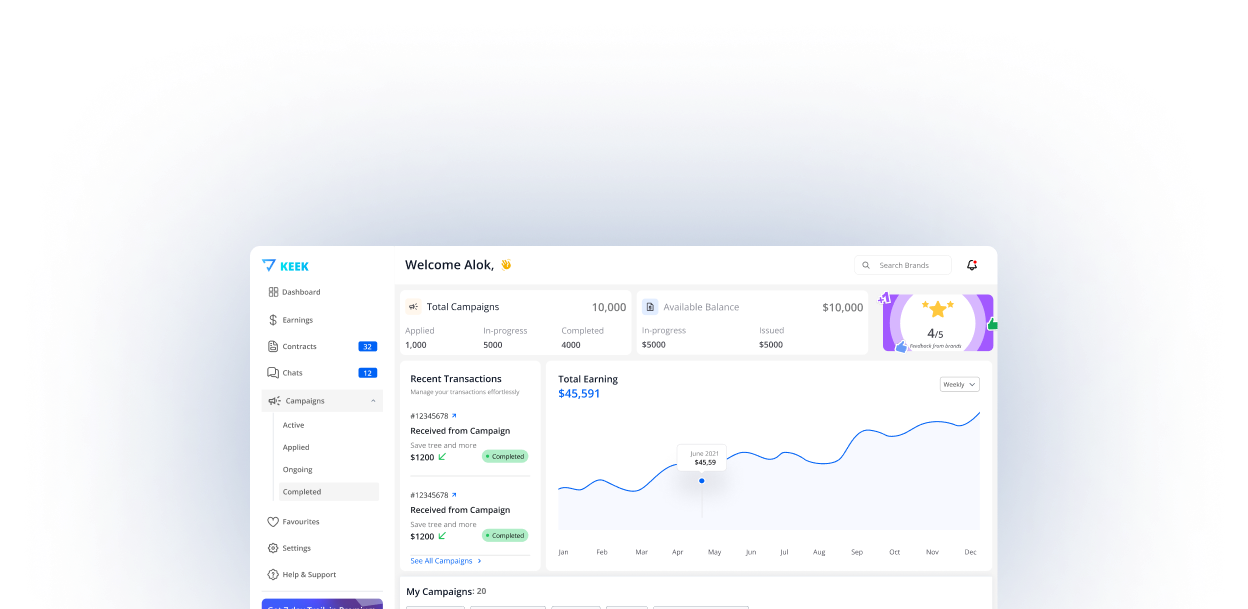 KEEK
Dashboard
Earnings
Contracts 32
Chats 12
Campaigns
Active
Applied
Ongoing
Completed
Favourites
Settings
Help & Support
Welcome Alok,
Search Brands
Total Campaigns 10,000
Applied In-progress Completed
1,000 5000 4000
Available Balance $10,000
In-progress Issued
$5000 $5000
+1
4/5
Feedback from brands
Recent Transactions
Manage your transactions effortlessly
#12345678
Received from Campaign
Save tree and more
$1200 Completed
#12345678
Received from Campaign
Save tree and more
$1200 Completed
See All Campaigns
Total Earning
$45,591
Weekly
June 2021
$45,59
Jan Feb Mar Apr May Jun Jul Aug Sep Oct Nov Dec
My Campaigns: 20